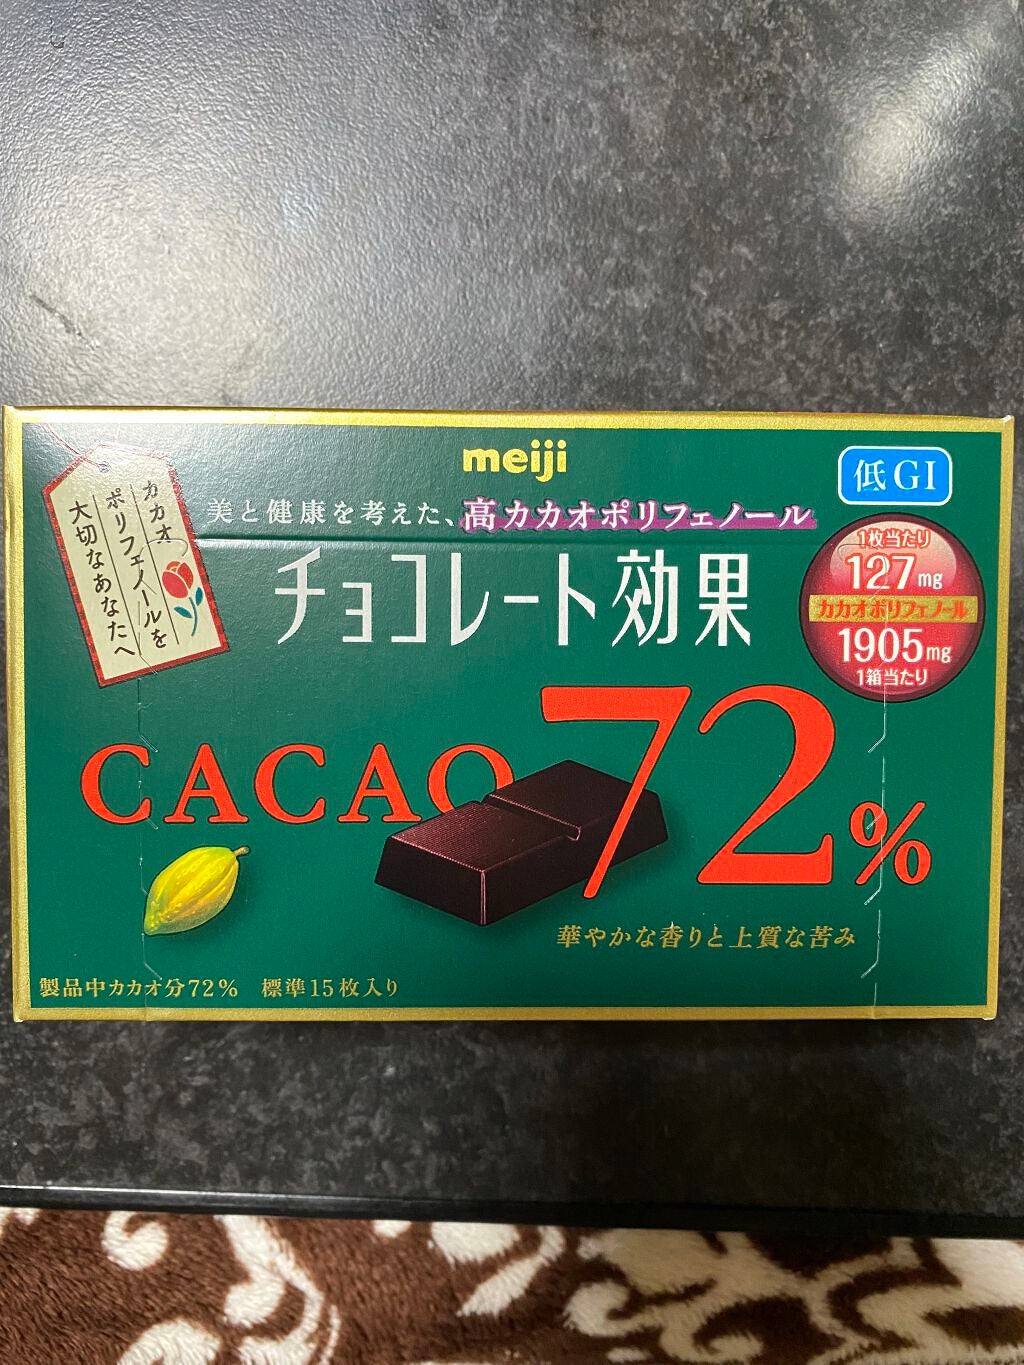 meiji
低GI
美と健康を考えた、高カカオポリフェノール
カカオ
ポリフェノールを
大切なあなたへ
チョコレート効果
1枚当たり
127mg
カカオポリフェノール
1905mg
1箱当たり
CACAO 72%
華やかな香りと上質な苦み
製品中カカオ分72% 標準15枚入り